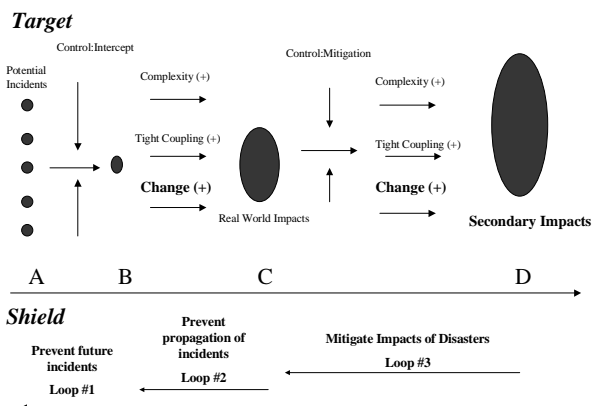 Target
Control:Intercept
Control:Mitigation
Potential
Incidents
Complexity (+)
Complexity (+)
Tight Coupling (+)
Tight Coupling (+)
Change (+)
Change (+)
Real World Impacts
Secondary Impacts
A B C D
Shield
Prevent
propagation of
incidents
Prevent future
incidents
Mitigate Impacts of Disasters
Loop #1
Loop #2
Loop #3